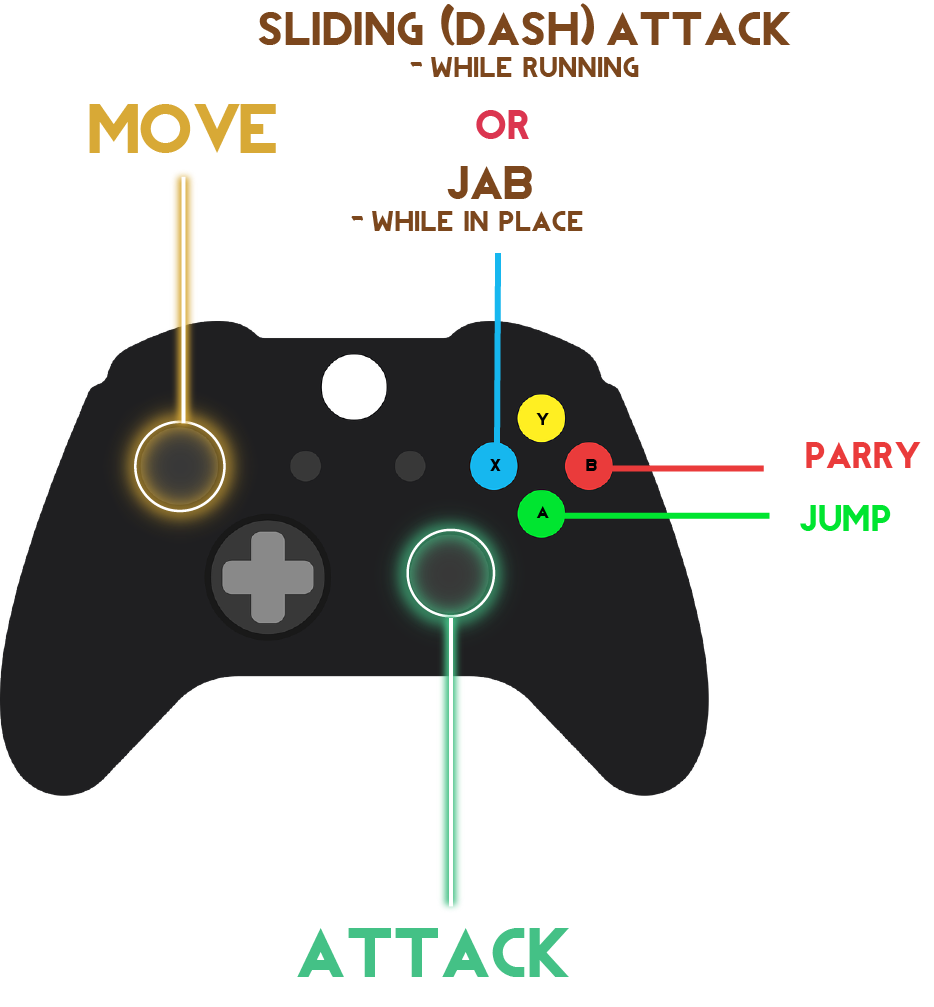 SLIDING (DASH) ATTACK
- WHILE RUNNING
MOVE
OR
JAB
- WHILE IN PLACE
Y
X
B
PARRY
A
JUMP
ATTACK